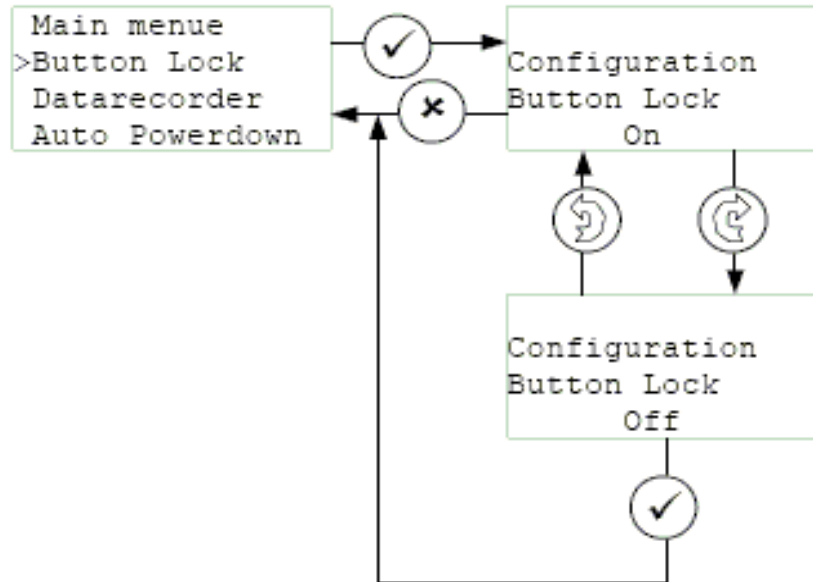 Main menue
>Button Lock
Datarecorder
Auto Powerdown
Configuration
Button Lock
On
Configuration
Button Lock
Off